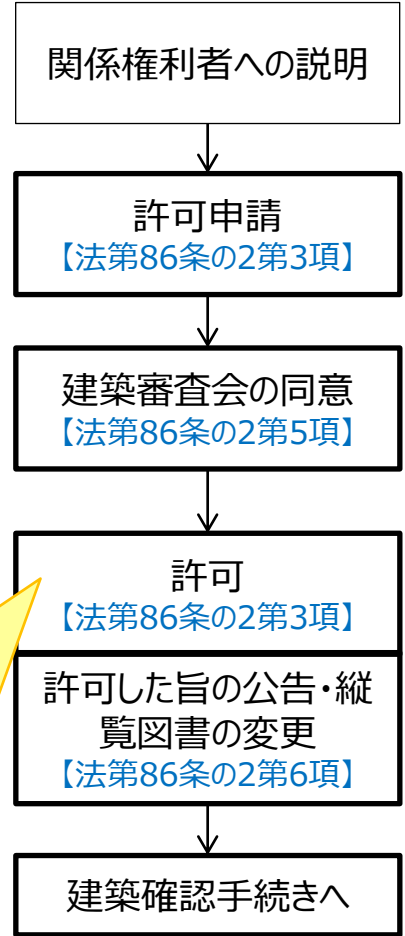 関係権利者への説明
許可申請
【法第86条の2第3項】
建築審査会の同意
【法第86条の2第5項】
許可
【法第86条の2第3項】
許可した旨の公告・縦
覧図書の変更
【法第86条の2第6項】
建築確認手続きへ